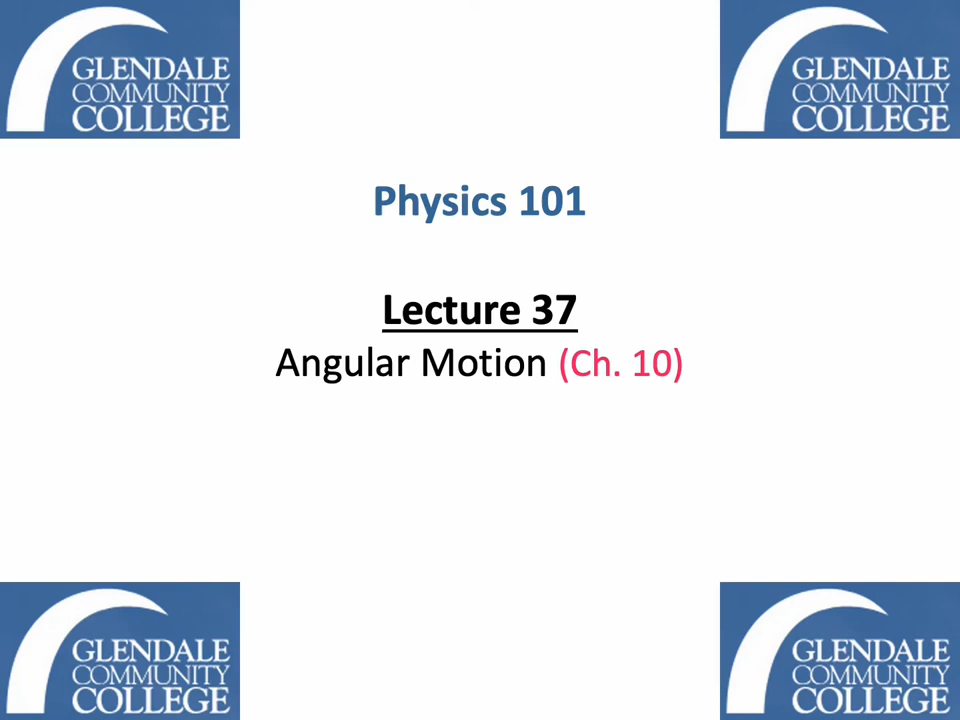 GLENDALE
COMMUNITY
COLLEGE
GLENDALE
COMMUNITY
COLLEGE
Physics 101
Lecture 37
Angular Motion (Ch. 10)
GLENDALE
COMMUNITY
COLLEGE
GLENDALE
COMMUNITY
COLLEGE